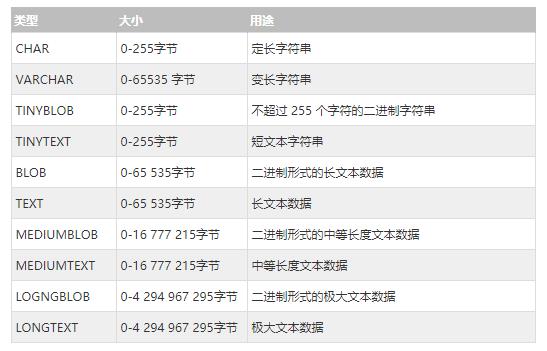 类型 大小 用途
CHAR 0-255字节 定长字符串
VARCHAR 0-65535 字节 变长字符串
TINYBLOB 0-255字节 不超过 255 个字符的二进制字符串
TINYTEXT 0-255字节 短文本字符串
BLOB 0-65 535字节 二进制形式的长文本数据
TEXT 0-65 535字节 长文本数据
MEDIUMBLOB 0-16 777 215字节 二进制形式的中等长度文本数据
MEDIUMTEXT 0-16 777 215字节 中等长度文本数据
LOGNGBLOB 0-4 294 967 295字节 二进制形式的极大文本数据
LONGTEXT 0-4 294 967 295字节 极大文本数据